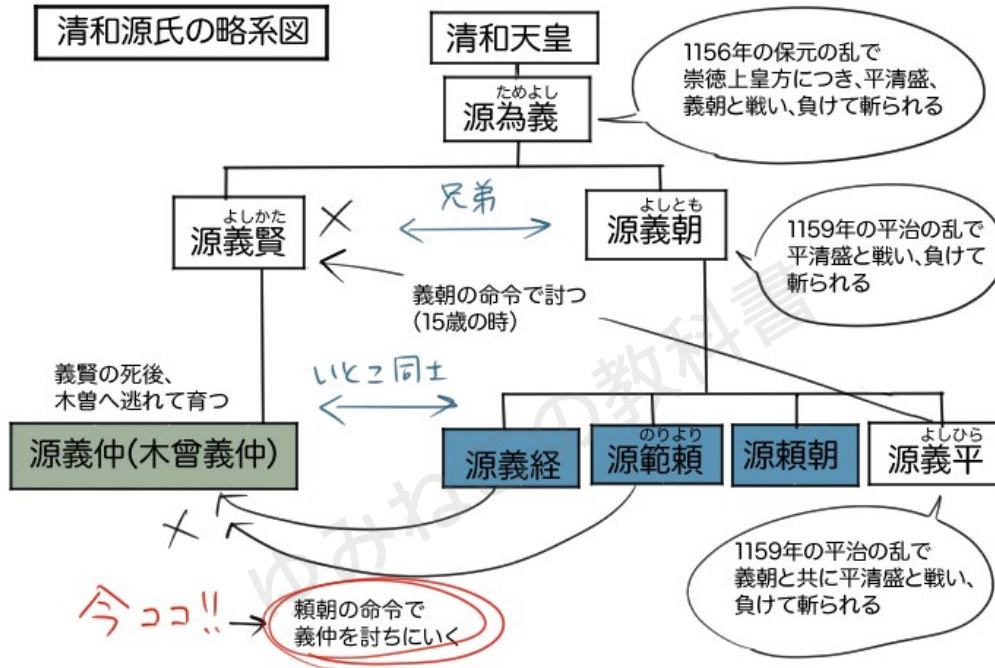 清和源氏の略系図
清和天皇
ためよし
源為義
1156年の保元の乱で
崇徳上皇方につき、平清盛、
義朝と戦い、負けて斬られる
よしかた
源義賢
兄弟
よしとも
源義朝
1159年の平治の乱で
平清盛と戦い、負けて
斬られる
義朝の命令で討つ
(15歳の時)
義賢の死後、
木曽へ逃れて育つ
いとこ同士
源義仲(木曾義仲)
源義経
のりより
源範頼
源頼朝
よしひら
源義平
1159年の平治の乱で
義朝と共に平清盛と戦い、
負けて斬られる
今ココ!!
頼朝の命令で
義仲を討ちにいく
ゆみねこの教科書